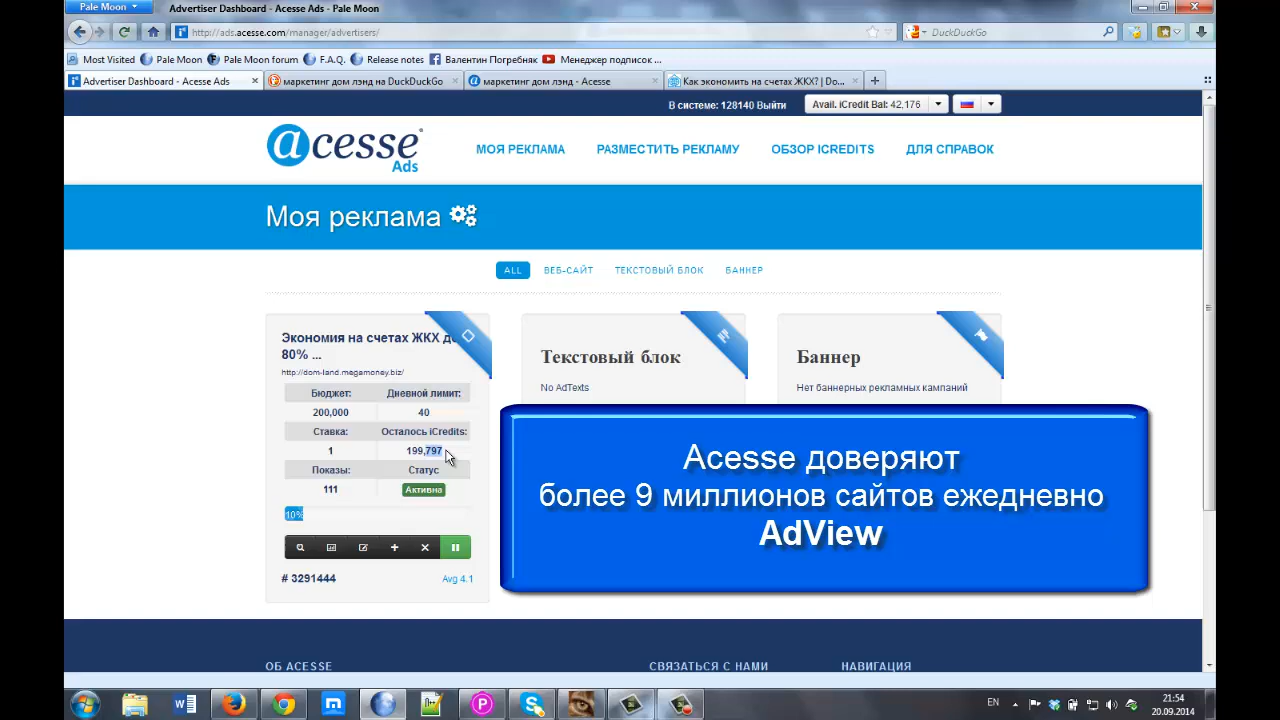 Pale Moon
Advertiser Dashboard - Acesse Ads - Pale Moon
http://ads.acesse.com/manager/advertisers/
DuckDuckGo
Most Visited
Pale Moon
Pale Moon forum
F.A.Q.
Release notes
Валентин Погребняк
Менеджер подписок ...
Advertiser Dashboard - Acesse Ads
маркетинг дом лэнд на DuckDuckGo
маркетинг дом лэнд - Acesse
Как экономить на счетах ЖКХ? | Do...
В системе: 128140 Выйти
Avail. iCredit Bal: 42,176
acesse
Ads
МОЯ РЕКЛАМА
РАЗМЕСТИТЬ РЕКЛАМУ
ОБЗОР ICREDITS
ДЛЯ СПРАВОК
Моя реклама
ALL
ВЕБ-САЙТ
ТЕКСТОВЫЙ БЛОК
БАННЕР
Экономия на счетах ЖКХ до
80% ...
http://dom-land.megamoney.biz/
Бюджет: Дневной лимит:
200,000 40
Ставка: Осталось iCredits:
1 199,797
Показы: Статус
111 Активна
10%
# 3291444 Avg 4.1
Текстовый блок
No AdTexts
Баннер
Нет баннерных рекламных кампаний
Acesse доверяют
более 9 миллионов сайтов ежедневно
AdView
ОБ ACESSE
СВЯЗАТЬСЯ С НАМИ
НАВИГАЦИЯ
EN
21:54
20.09.2014